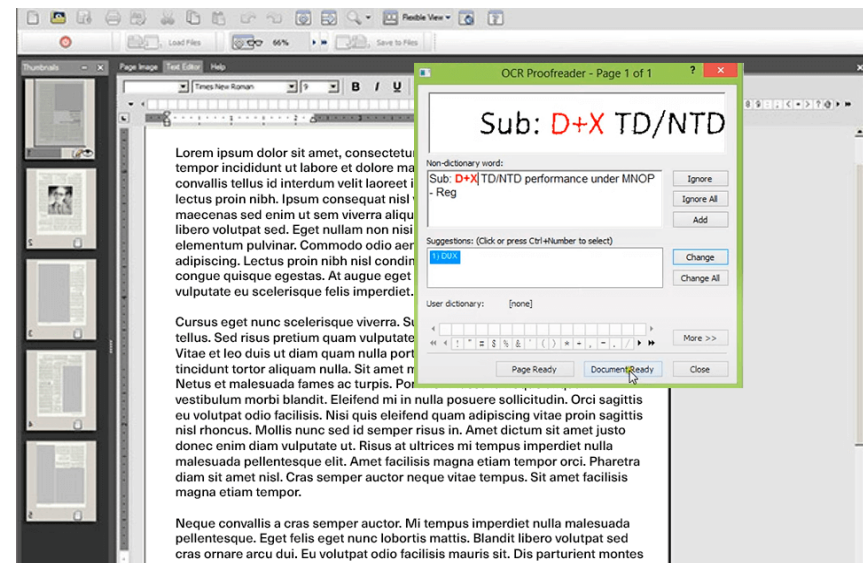 Flexible View
Load Files
66%
Save to Files
Thumbnails
Page Image
Text Editor
Help
Times New Roman
9
B I U
OCR Proofreader - Page 1 of 1
?
x
Sub: D+X TD/NTD
Non-dictionary word:
Sub: D+X TD/NTD performance under MNOP
- Reg
Ignore
Ignore All
Add
Suggestions: (Click or press Ctrl+Number to select)
1) DUX
Change
Change All
User dictionary: [none]
More >>
Page Ready
Document Ready
Close
Lorem ipsum dolor sit amet, consectetu
tempor incididunt ut labore et dolore ma
convallis tellus id interdum velit laoreet i
lectus proin nibh. Ipsum consequat nisl
maecenas sed enim ut sem viverra aliqu
libero volutpat sed. Eget nullam non nisi
elementum pulvinar. Commodo odio aen
adipiscing. Lectus proin nibh nisl condin
congue quisque egestas. At augue eget
vulputate eu scelerisque felis imperdiet.
Cursus eget nunc scelerisque viverra. Su
tellus. Sed risus pretium quam vulputate
Vitae et leo duis ut diam quam nulla port
tincidunt tortor aliquam nulla. Sit amet m
Netus et malesuada fames ac turpis. Por
vestibulum morbi blandit. Eleifend mi in nulla posuere sollicitudin. Orci sagittis
eu volutpat odio facilisis. Nisi quis eleifend quam adipiscing vitae proin sagittis
nisl rhoncus. Mollis nunc sed id semper risus in. Amet dictum sit amet justo
donec enim diam vulputate ut. Risus at ultrices mi tempus imperdiet nulla
malesuada pellentesque elit. Amet facilisis magna etiam tempor orci. Pharetra
diam sit amet nisl. Cras semper auctor neque vitae tempus. Sit amet facilisis
magna etiam tempor.
Neque convallis a cras semper auctor. Mi tempus imperdiet nulla malesuada
pellentesque. Eget felis eget nunc lobortis mattis. Blandit libero volutpat sed
cras ornare arcu dui. Eu volutpat odio facilisis mauris sit. Dis parturient montes